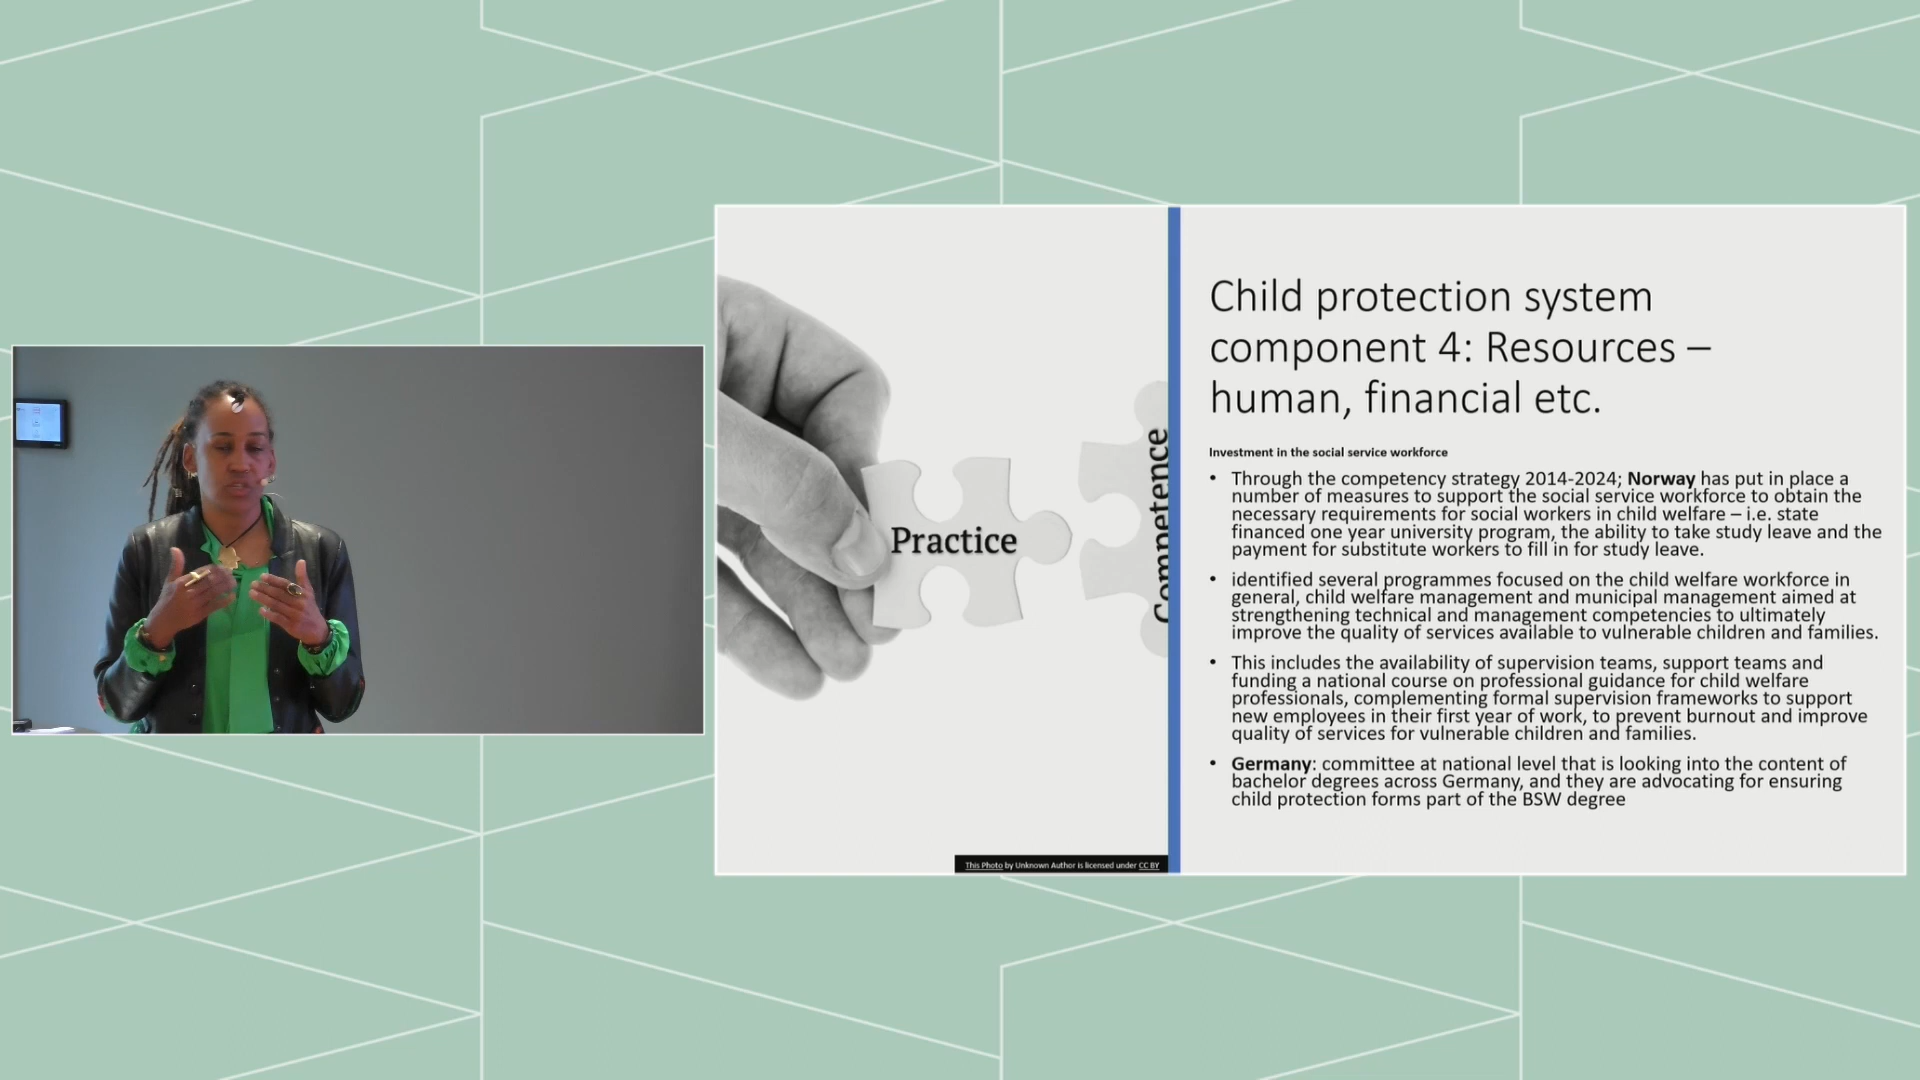 Practice
Competence
Child protection system
component 4: Resources –
human, financial etc.
Investment in the social service workforce
• Through the competency strategy 2014-2024; Norway has put in place a
number of measures to support the social service workforce to obtain the
necessary requirements for social workers in child welfare – i.e. state
financed one year university program, the ability to take study leave and the
payment for substitute workers to fill in for study leave.
• identified several programmes focused on the child welfare workforce in
general, child welfare management and municipal management aimed at
strengthening technical and management competencies to ultimately
improve the quality of services available to vulnerable children and families.
• This includes the availability of supervision teams, support teams and
funding a national course on professional guidance for child welfare
professionals, complementing formal supervision frameworks to support
new employees in their first year of work, to prevent burnout and improve
quality of services for vulnerable children and families.
• Germany: committee at national level that is looking into the content of
bachelor degrees across Germany, and they are advocating for ensuring
child protection forms part of the BSW degree
This Photo by Unknown Author is licensed under CC BY